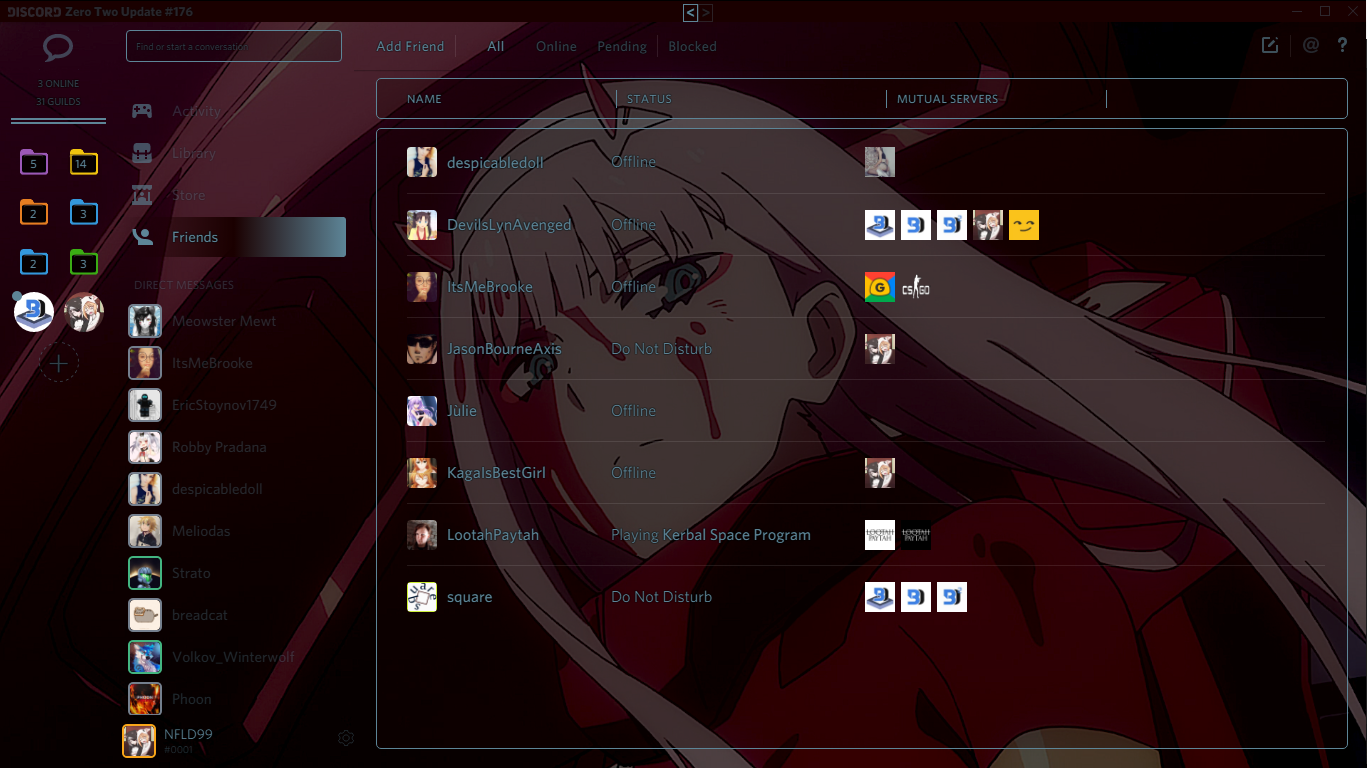 DISCORD Zero Two Update #176
< >
Find or start a conversation
Add Friend All Online Pending Blocked
@ ?
3 ONLINE
31 GUILDS
5 14
2 3
2 3
Activity
Library
Store
Friends
DIRECT MESSAGES
Meowster Mewt
ItsMeBrooke
EricStoynov1749
Robby Pradana
despicabledoll
Meliodas
Strato
breadcat
Volkov_Winterwolf
Phoon
NFLD99
#0001
NAME STATUS MUTUAL SERVERS
despicabledoll Offline
DevilsLynAvenged Offline
ItsMeBrooke Offline G CS GO
JasonBourneAxis Do Not Disturb
Jùlie Offline
KagaIsBestGirl Offline
LootahPaytah Playing Kerbal Space Program LOOTAH PAYTAH LOOTAH PAYTAH
square Do Not Disturb